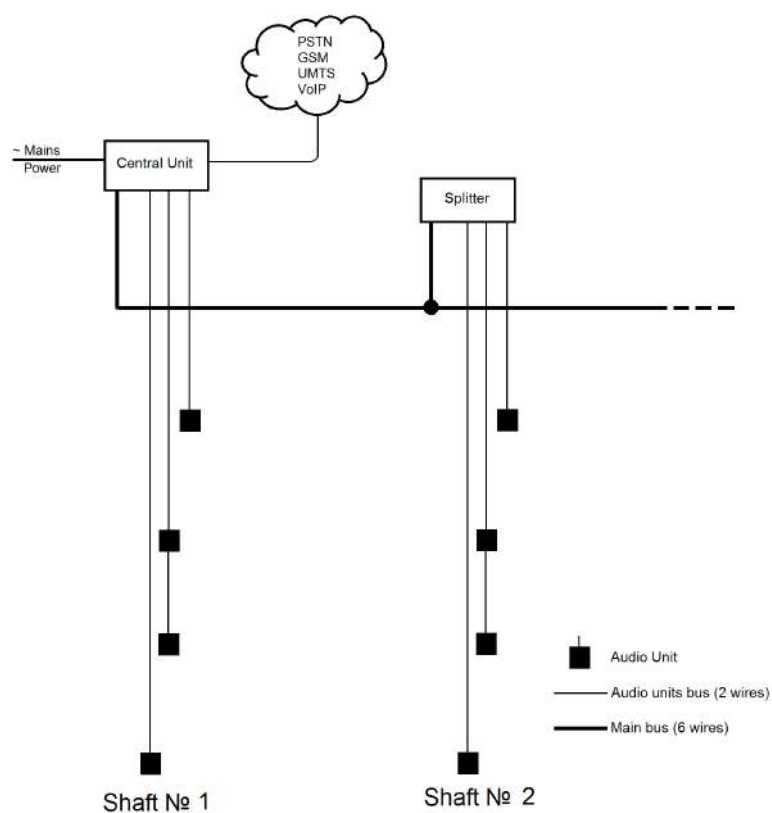 PSTN
GSM
UMTS
VoIP
~ Mains
Power
Central Unit
Splitter
Audio Unit
Audio units bus (2 wires)
Main bus (6 wires)
Shaft № 1
Shaft № 2